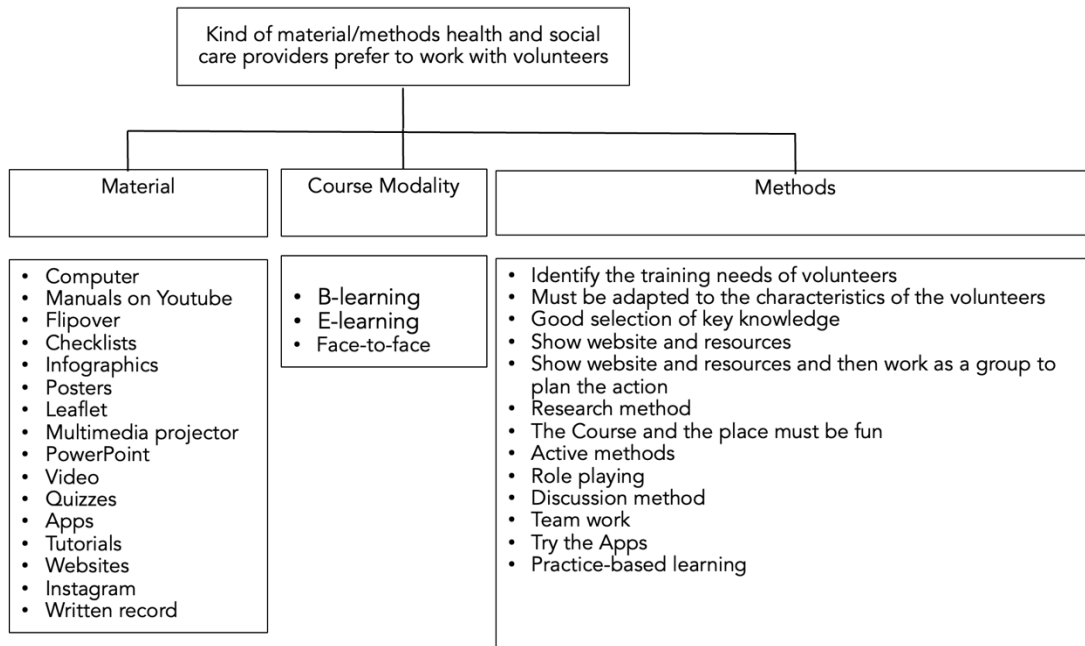 Kind of material/methods health and social
care providers prefer to work with volunteers
Material
Course Modality
Methods
• Computer
• Manuals on Youtube
• Flipover
• Checklists
• Infographics
• Posters
• Leaflet
• Multimedia projector
• PowerPoint
• Video
• Quizzes
• Apps
• Tutorials
• Websites
• Instagram
• Written record
• B-learning
• E-learning
• Face-to-face
• Identify the training needs of volunteers
• Must be adapted to the characteristics of the volunteers
• Good selection of key knowledge
• Show website and resources
• Show website and resources and then work as a group to
plan the action
• Research method
• The Course and the place must be fun
• Active methods
• Role playing
• Discussion method
• Team work
• Try the Apps
• Practice-based learning